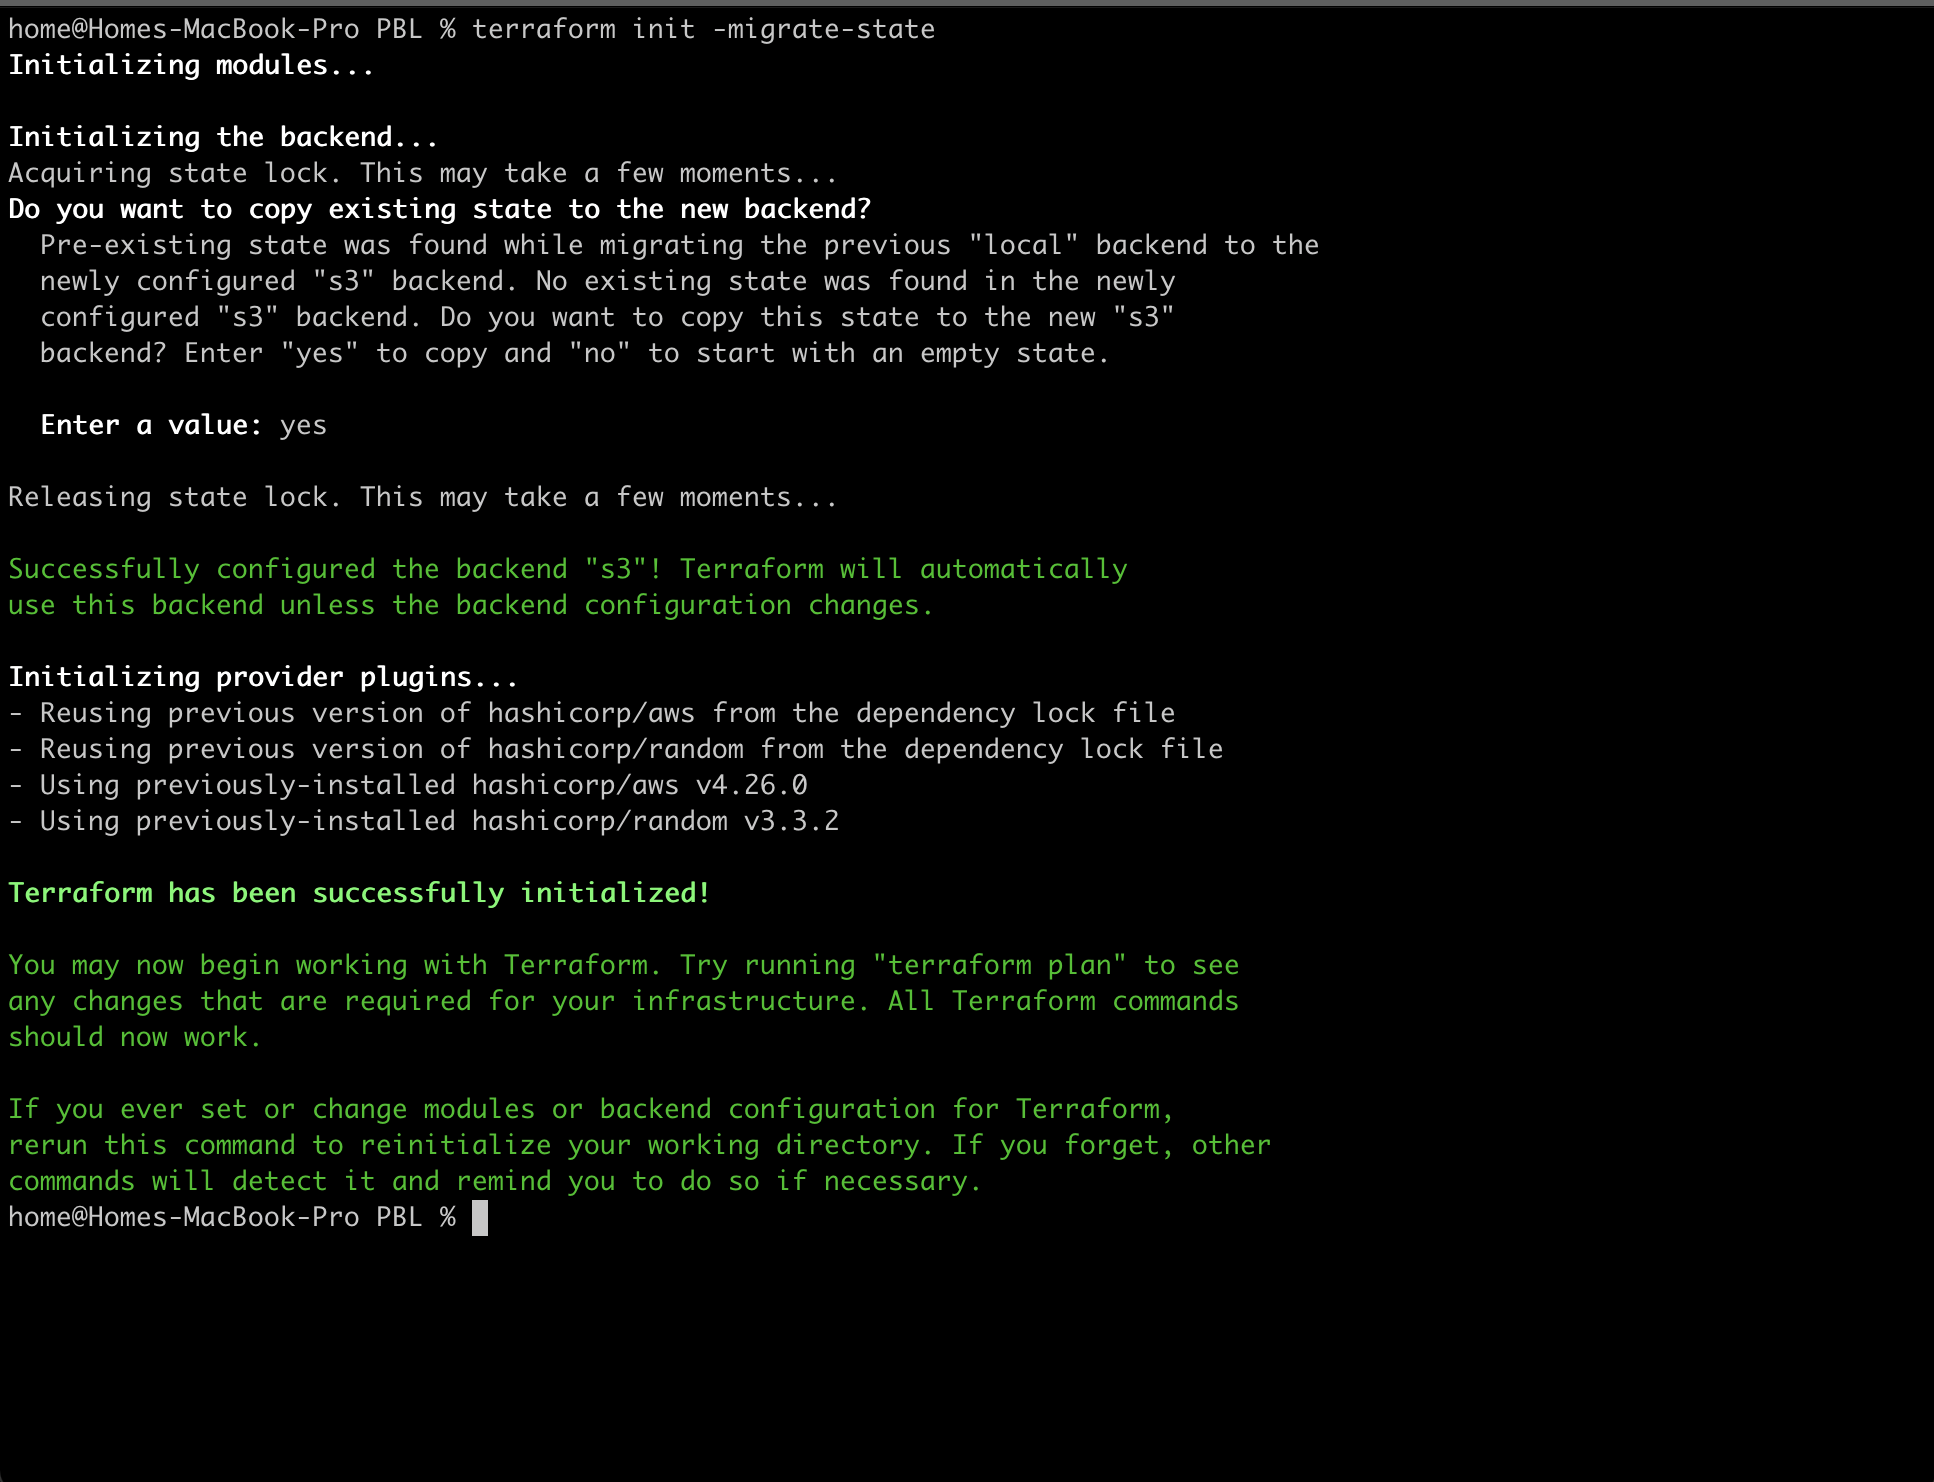 home@Homes-MacBook-Pro PBL % terraform init -migrate-state
Initializing modules...
Initializing the backend...
Acquiring state lock. This may take a few moments...
Do you want to copy existing state to the new backend?
  Pre-existing state was found while migrating the previous "local" backend to the
  newly configured "s3" backend. No existing state was found in the newly
  configured "s3" backend. Do you want to copy this state to the new "s3"
  backend? Enter "yes" to copy and "no" to start with an empty state.
  Enter a value: yes
Releasing state lock. This may take a few moments...
Successfully configured the backend "s3"! Terraform will automatically
use this backend unless the backend configuration changes.
Initializing provider plugins...
- Reusing previous version of hashicorp/aws from the dependency lock file
- Reusing previous version of hashicorp/random from the dependency lock file
- Using previously-installed hashicorp/aws v4.26.0
- Using previously-installed hashicorp/random v3.3.2
Terraform has been successfully initialized!
You may now begin working with Terraform. Try running "terraform plan" to see
any changes that are required for your infrastructure. All Terraform commands
should now work.
If you ever set or change modules or backend configuration for Terraform,
rerun this command to reinitialize your working directory. If you forget, other
commands will detect it and remind you to do so if necessary.
home@Homes-MacBook-Pro PBL %